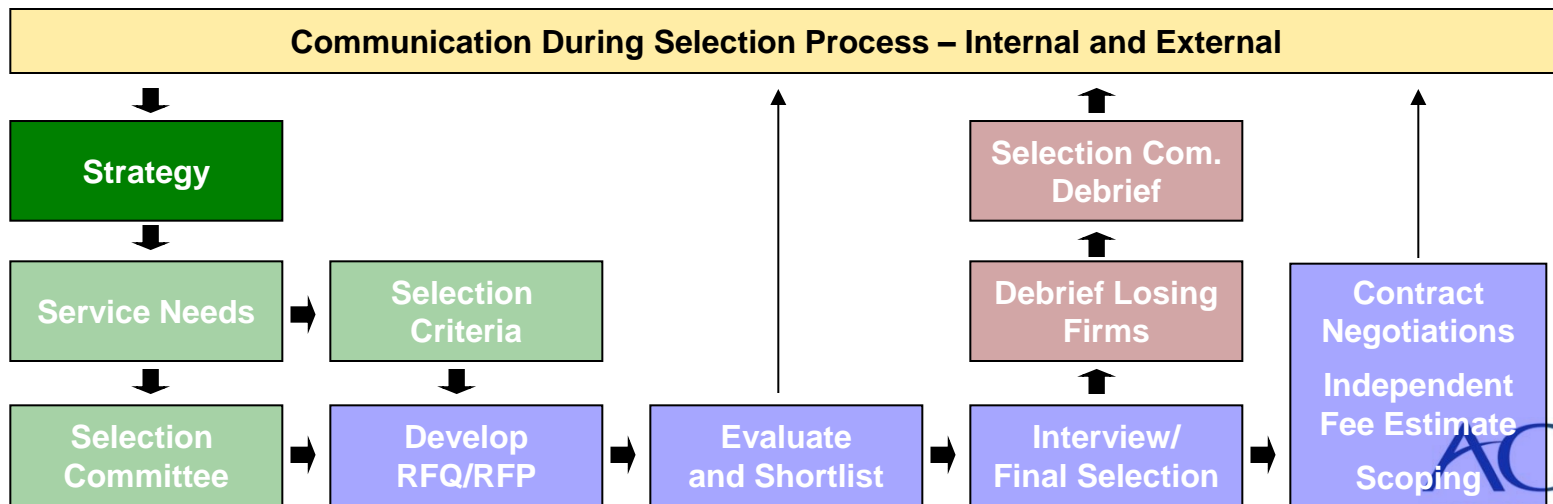 Communication During Selection Process – Internal and External
Strategy
Selection Com.
Debrief
Service Needs
Selection
Criteria
Debrief Losing
Firms
Contract
Negotiations
Independent
Fee Estimate
Scoping
Selection
Committee
Develop
RFQ/RFP
Evaluate
and Shortlist
Interview/
Final Selection